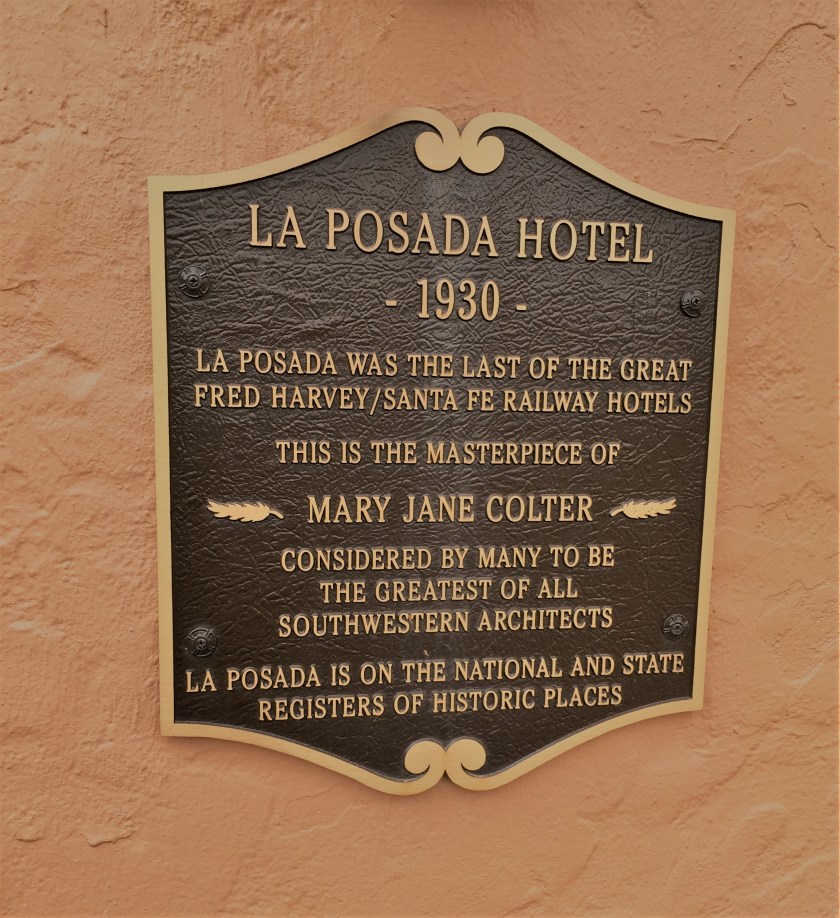 LA POSADA HOTEL
- 1930 -
LA POSADA WAS THE LAST OF THE GREAT
FRED HARVEY/SANTA FE RAILWAY HOTELS
THIS IS THE MASTERPIECE OF
MARY JANE COLTER
CONSIDERED BY MANY TO BE
THE GREATEST OF ALL
SOUTHWESTERN ARCHITECTS
LA POSADA IS ON THE NATIONAL AND STATE
REGISTERS OF HISTORIC PLACES